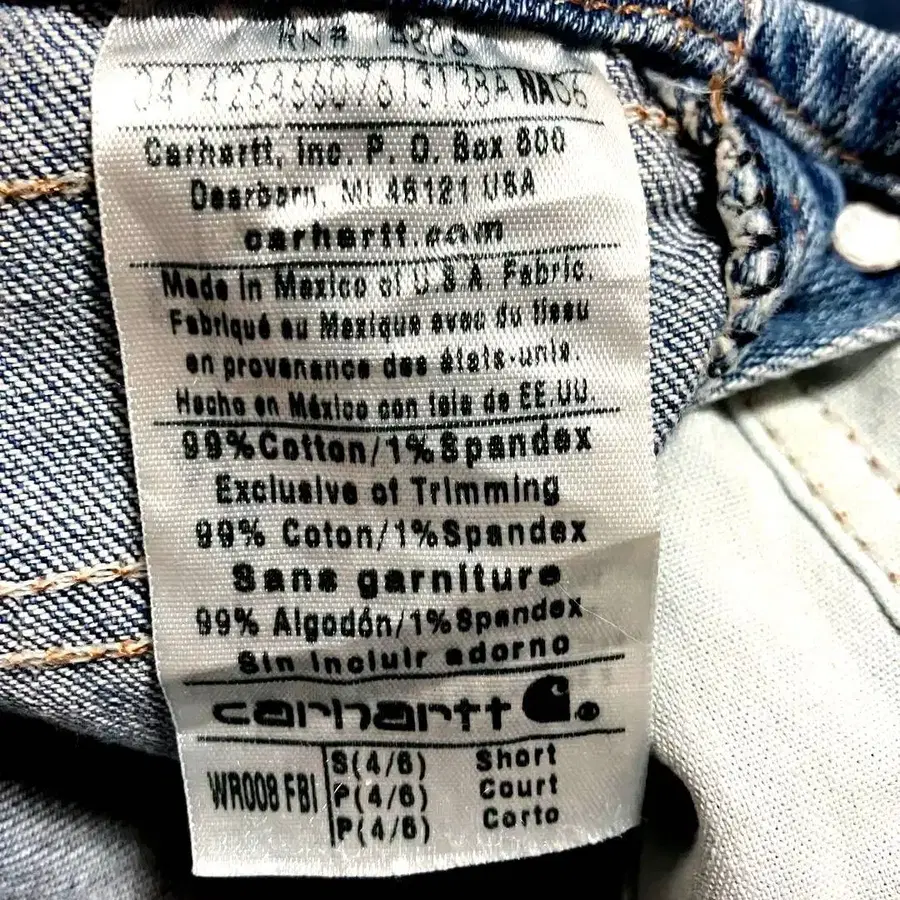 RN# 14806
Carhartt, Inc. P. O. Box 600
Dearborn, MI 48121 USA
carhartt.com
Made in Mexico of U.S.A. Fabric.
Fabriqué au Mexique avec du tissu
en provenance des états-unis.
Hecho en México con tela de EE.UU.
99%Cotton/1%Spandex
Exclusive of Trimming
99% Coton/1%Spandex
Sans garniture
99% Algodón/1%Spandex
Sin incluir adorno
carhartt ®
WR008 FBI
S(4/6) Short
P(4/6) Court
P(4/6) Corto